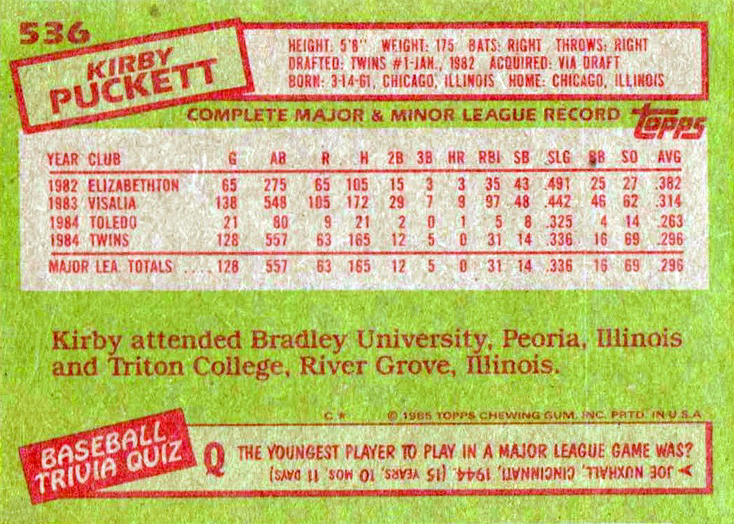 536
KIRBY
PUCKETT
HEIGHT: 5'8" WEIGHT: 175 BATS: RIGHT THROWS: RIGHT
DRAFTED: TWINS #1-JAN., 1982 ACQUIRED: VIA DRAFT
BORN: 3-14-61, CHICAGO, ILLINOIS HOME: CHICAGO, ILLINOIS
COMPLETE MAJOR & MINOR LEAGUE RECORD topps
YEAR CLUB G AB R H 2B 3B HR RBI SB SLG BB SO AVG
1982 ELIZABETHTON 65 275 65 105 15 3 3 35 43 .491 25 27 .382
1983 VISALIA 138 548 105 172 29 7 9 97 48 .442 46 62 .314
1984 TOLEDO 21 80 9 21 2 0 1 5 8 .325 4 14 .263
1984 TWINS 128 557 63 165 12 5 0 31 14 .336 16 69 .296
MAJOR LEA. TOTALS .... 128 557 63 165 12 5 0 31 14 .336 16 69 .296
Kirby attended Bradley University, Peoria, Illinois
and Triton College, River Grove, Illinois.
C * © 1985 TOPPS CHEWING GUM, INC. PRTD. IN U.S.A
BASEBALL
TRIVIA QUIZ
Q THE YOUNGEST PLAYER TO PLAY IN A MAJOR LEAGUE GAME WAS?
A JOE NUXHALL, CINCINNATI, 1944. (15 YEARS, 10 MOS, 11 DAYS)